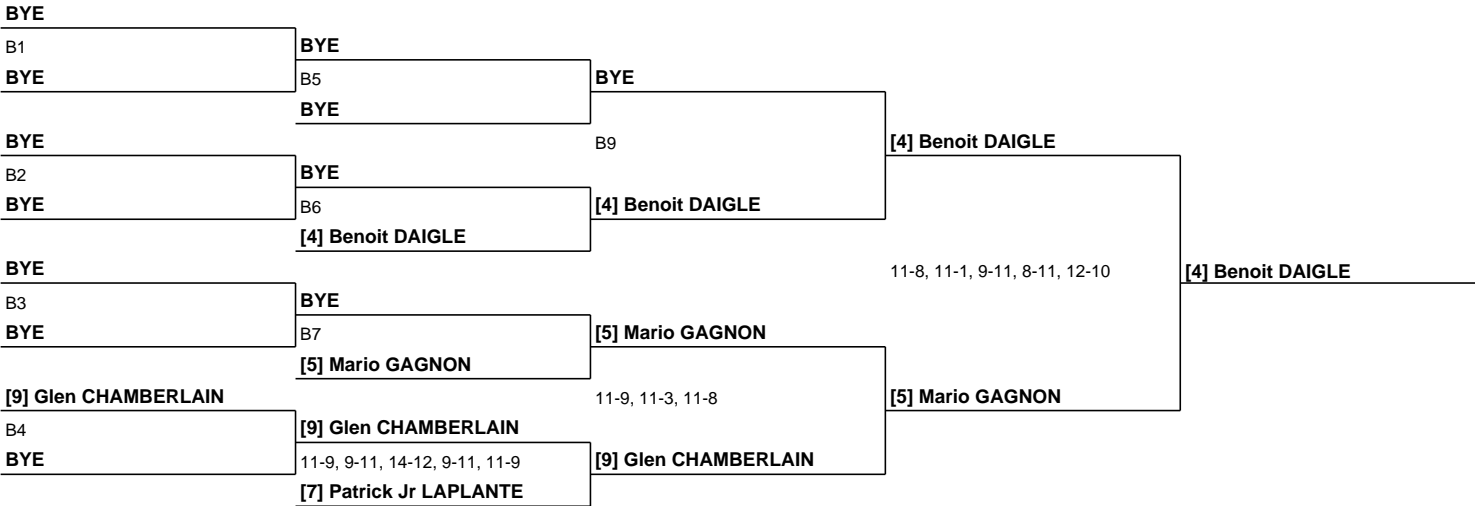 BYE
B1
BYE
BYE
B5
BYE
BYE
BYE
B2
BYE
BYE
B6
[4] Benoit DAIGLE
B9
[4] Benoit DAIGLE
[4] Benoit DAIGLE
BYE
B3
BYE
BYE
B7
[5] Mario GAGNON
[5] Mario GAGNON
[9] Glen CHAMBERLAIN
B4
BYE
[9] Glen CHAMBERLAIN
11-9, 9-11, 14-12, 9-11, 11-9
[7] Patrick Jr LAPLANTE
11-9, 11-3, 11-8
[9] Glen CHAMBERLAIN
[5] Mario GAGNON
11-8, 11-1, 9-11, 8-11, 12-10
[4] Benoit DAIGLE